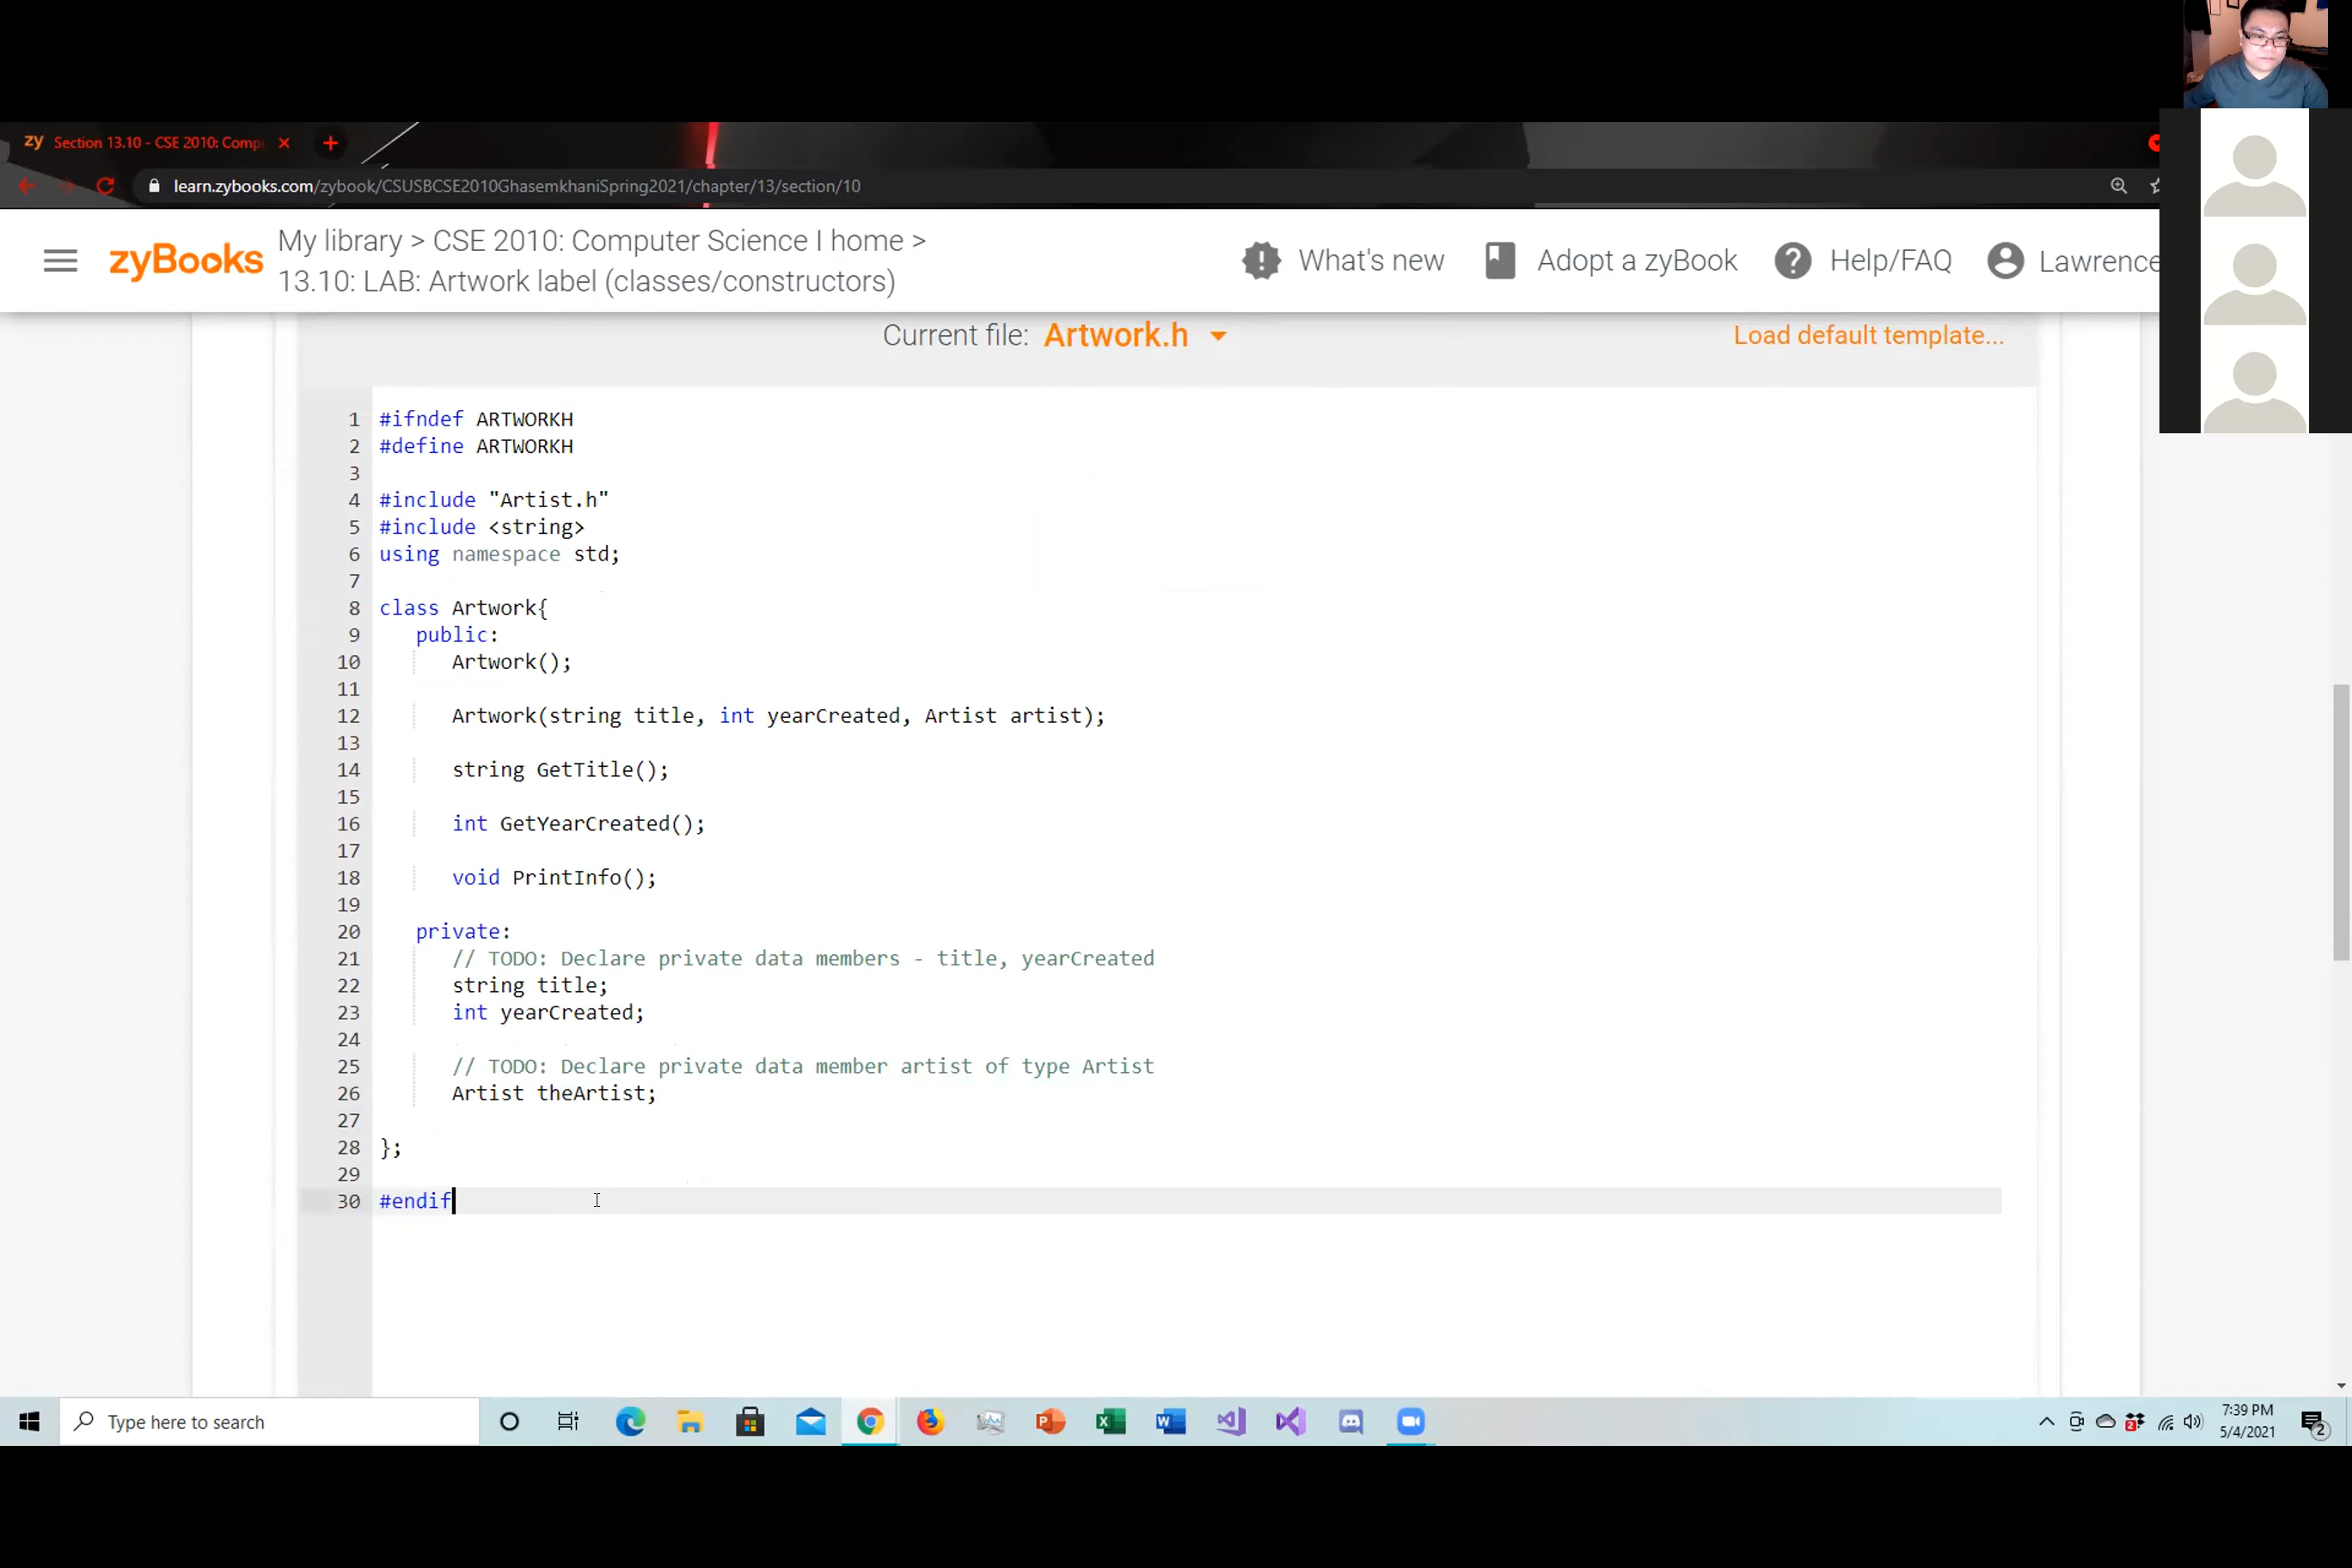 zy Section 13.10 - CSE 2010: Comp
learn.zybooks.com/zybook/CSUSBCSE2010GhasemkhaniSpring2021/chapter/13/section/10
zyBooks
My library > CSE 2010: Computer Science I home >
13.10: LAB: Artwork label (classes/constructors)
What's new
Adopt a zyBook
Help/FAQ
Lawrence
Current file: Artwork.h
Load default template...
1 #ifndef ARTWORKH
2 #define ARTWORKH
3
4 #include "Artist.h"
5 #include <string>
6 using namespace std;
7
8 class Artwork{
9 public:
10 Artwork();
11
12 Artwork(string title, int yearCreated, Artist artist);
13
14 string GetTitle();
15
16 int GetYearCreated();
17
18 void PrintInfo();
19
20 private:
21 // TODO: Declare private data members - title, yearCreated
22 string title;
23 int yearCreated;
24
25 // TODO: Declare private data member artist of type Artist
26 Artist theArtist;
27
28 };
29
30 #endif
Type here to search
7:39 PM
5/4/2021
2